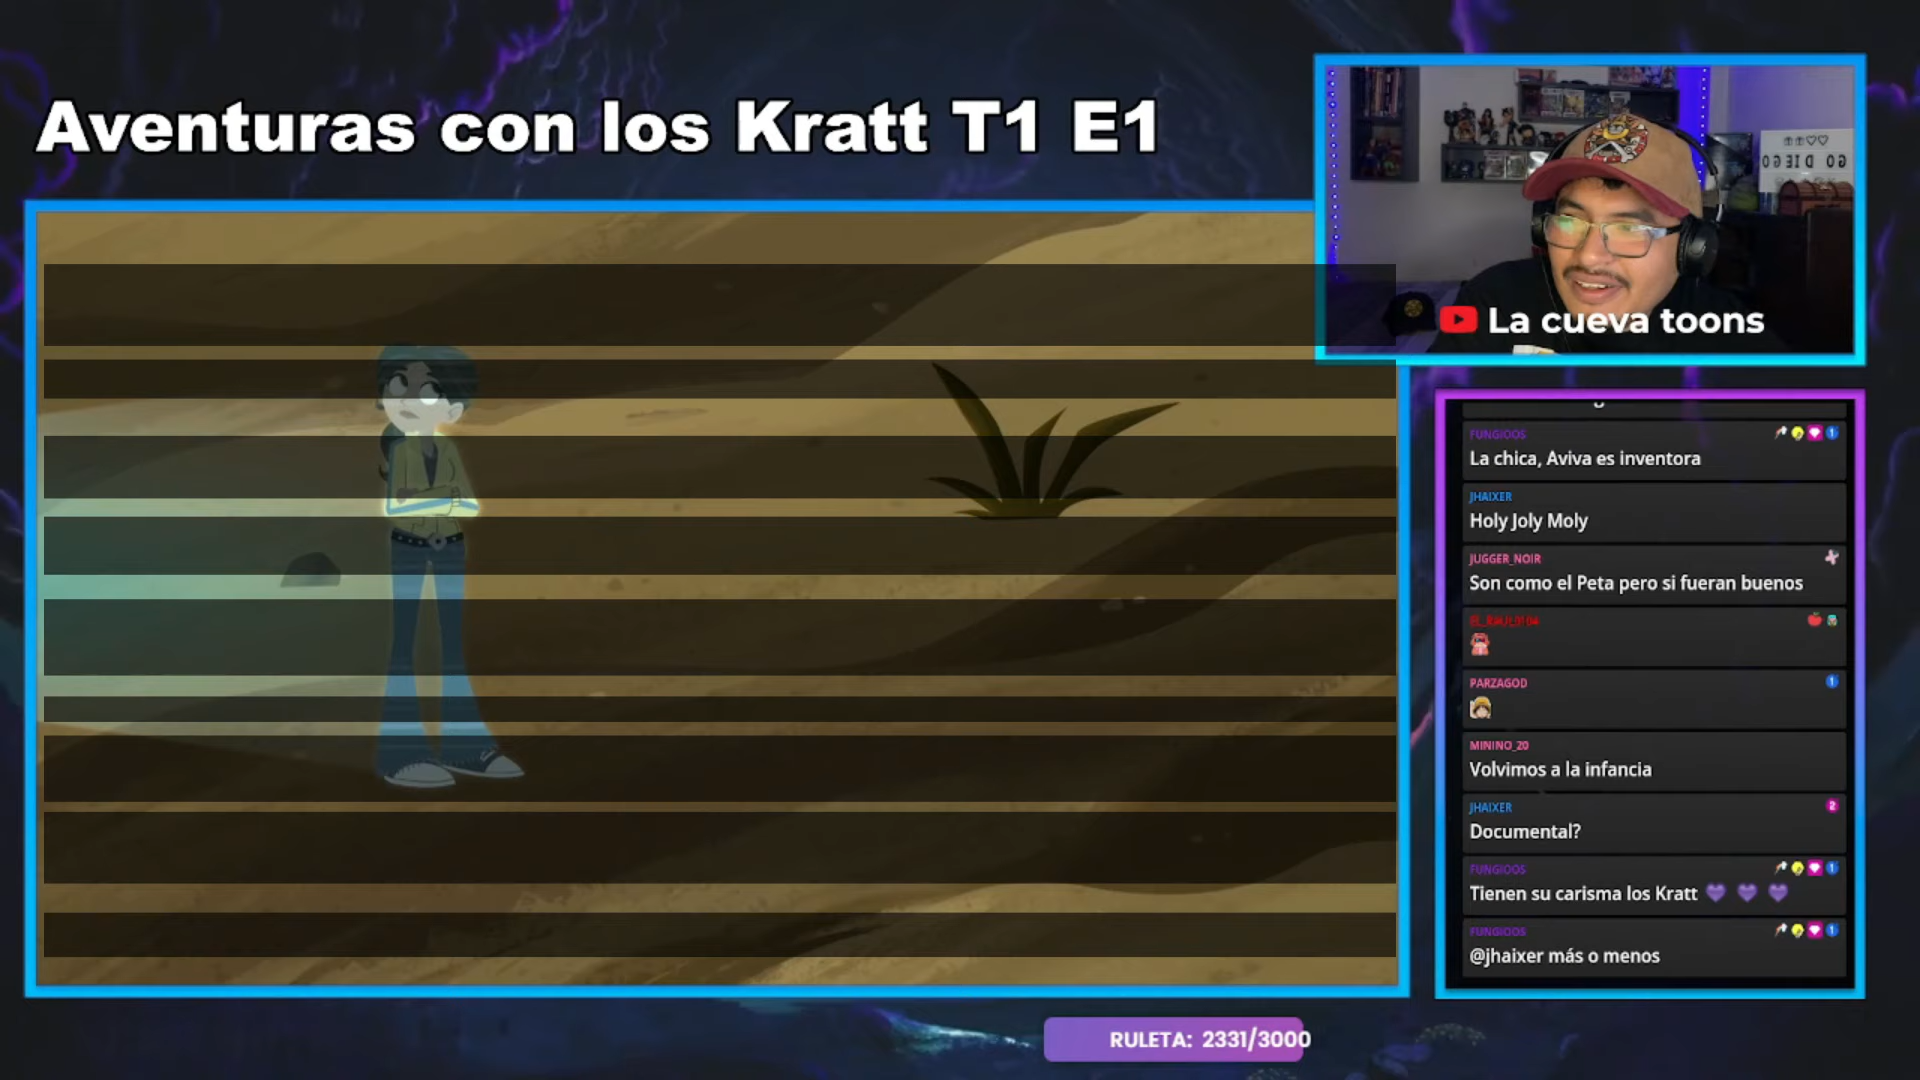 Aventuras con los Kratt T1 E1
GO DIEGO
La cueva toons
FUNGIOOS
La chica, Aviva es inventora
JHAIXER
Holy Joly Moly
JUGGER_NOIR
Son como el Peta pero si fueran buenos
PARZAGOD
MININO_20
Volvimos a la infancia
JHAIXER
Documental?
FUNGIOOS
Tienen su carisma los Kratt 💜 💜 💜
FUNGIOOS
@jhaixer más o menos
RULETA: 2331/3000